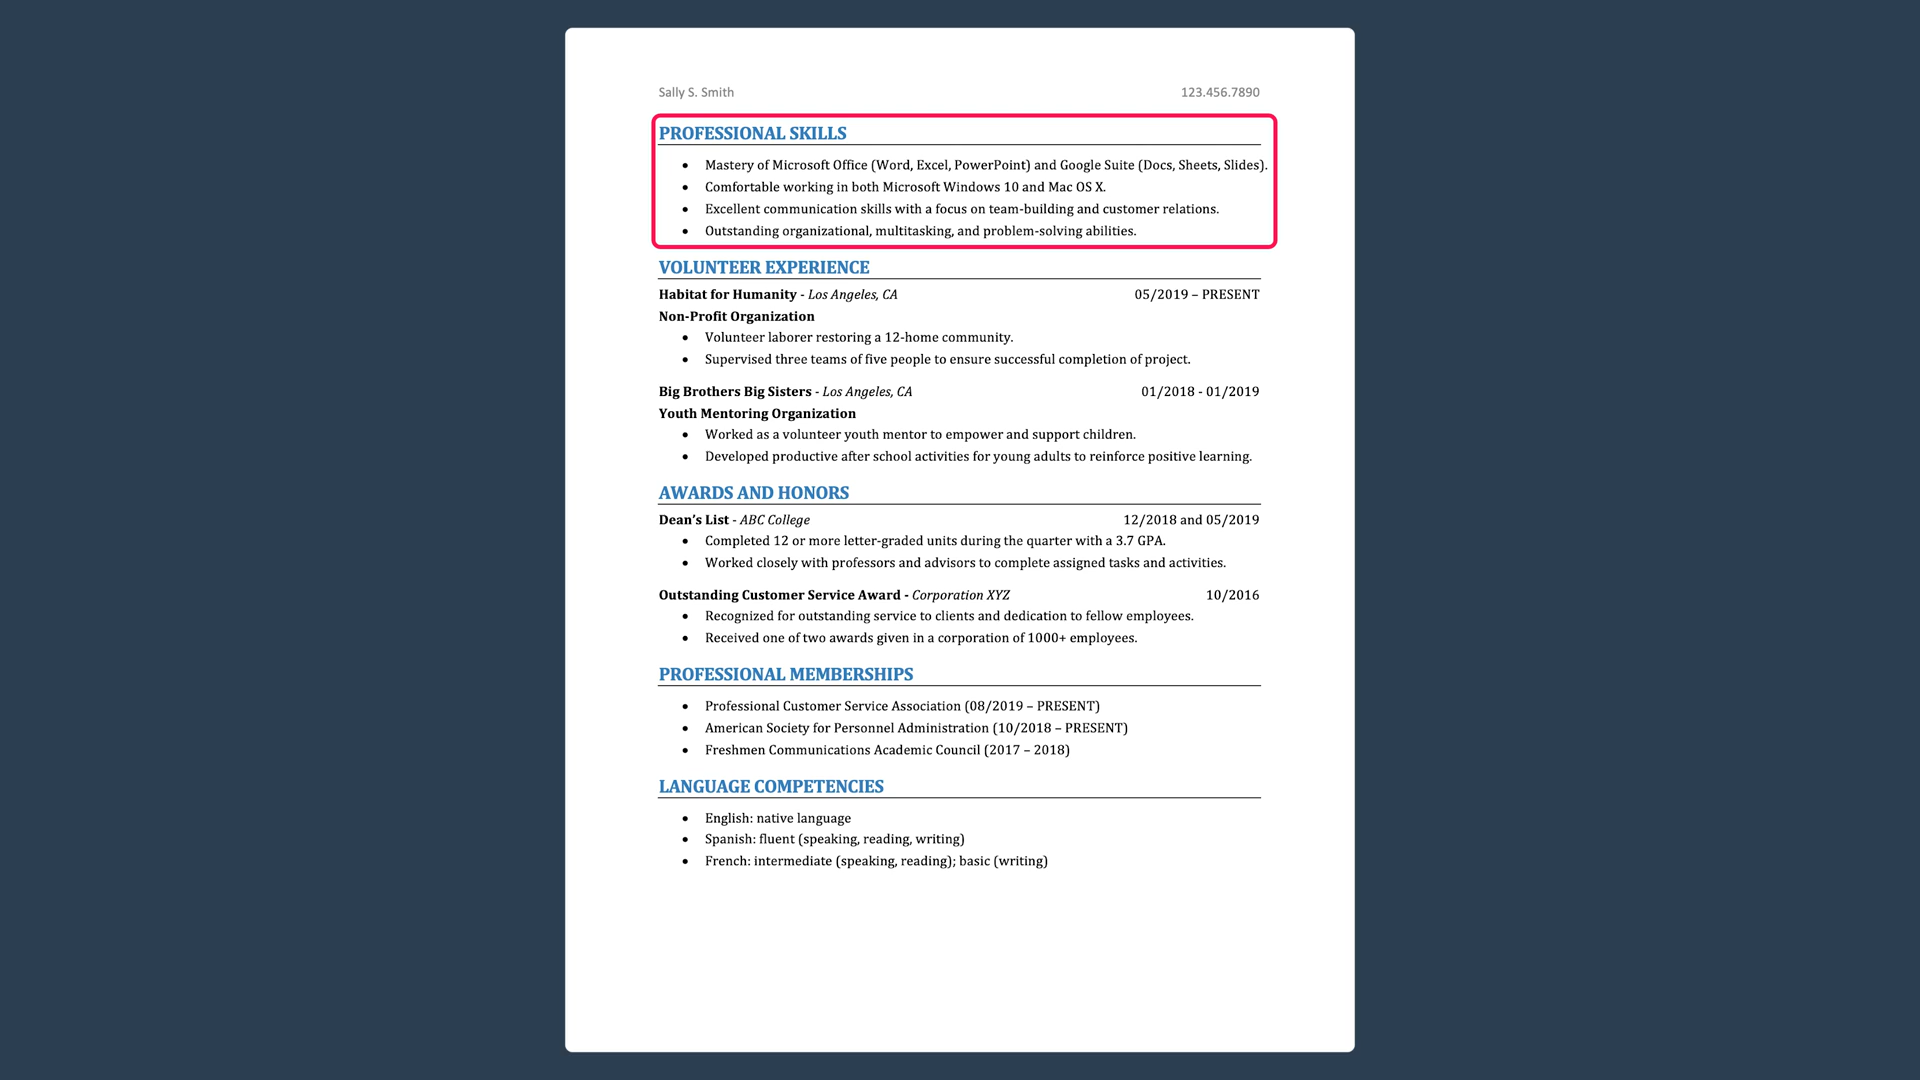 Sally S. Smith 123.456.7890
PROFESSIONAL SKILLS
• Mastery of Microsoft Office (Word, Excel, PowerPoint) and Google Suite (Docs, Sheets, Slides).
• Comfortable working in both Microsoft Windows 10 and Mac OS X.
• Excellent communication skills with a focus on team-building and customer relations.
• Outstanding organizational, multitasking, and problem-solving abilities.
VOLUNTEER EXPERIENCE
Habitat for Humanity - Los Angeles, CA 05/2019 – PRESENT
Non-Profit Organization
• Volunteer laborer restoring a 12-home community.
• Supervised three teams of five people to ensure successful completion of project.
Big Brothers Big Sisters - Los Angeles, CA 01/2018 - 01/2019
Youth Mentoring Organization
• Worked as a volunteer youth mentor to empower and support children.
• Developed productive after school activities for young adults to reinforce positive learning.
AWARDS AND HONORS
Dean’s List - ABC College 12/2018 and 05/2019
• Completed 12 or more letter-graded units during the quarter with a 3.7 GPA.
• Worked closely with professors and advisors to complete assigned tasks and activities.
Outstanding Customer Service Award - Corporation XYZ 10/2016
• Recognized for outstanding service to clients and dedication to fellow employees.
• Received one of two awards given in a corporation of 1000+ employees.
PROFESSIONAL MEMBERSHIPS
• Professional Customer Service Association (08/2019 – PRESENT)
• American Society for Personnel Administration (10/2018 – PRESENT)
• Freshmen Communications Academic Council (2017 – 2018)
LANGUAGE COMPETENCIES
• English: native language
• Spanish: fluent (speaking, reading, writing)
• French: intermediate (speaking, reading); basic (writing)